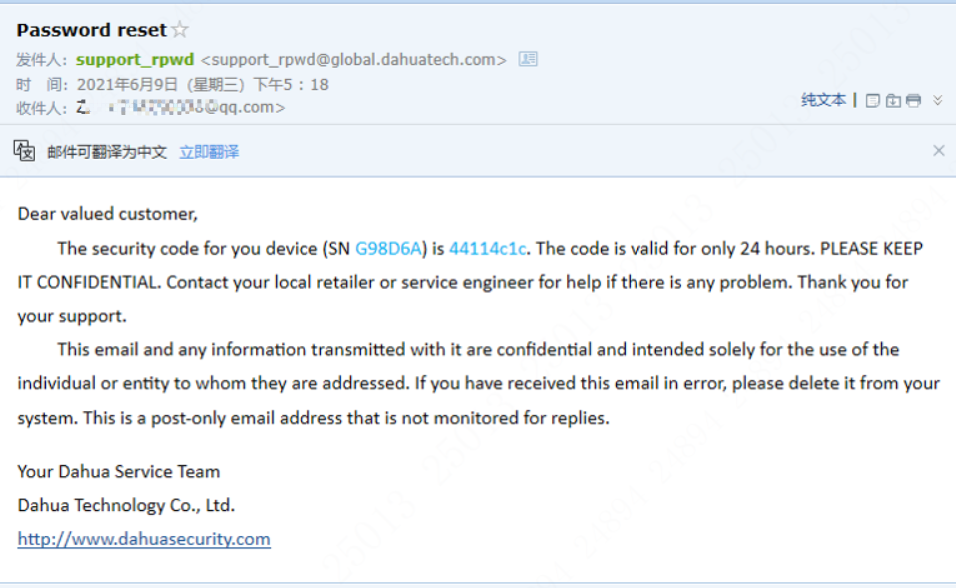 Password reset
发件人: support_rpwd <support_rpwd@global.dahuatech.com>
时 间: 2021年6月9日 (星期三) 下午5:18
收件人: @qq.com>
纯文本 |
邮件可翻译为中文 立即翻译
Dear valued customer,
The security code for you device (SN G98D6A) is 44114c1c. The code is valid for only 24 hours. PLEASE KEEP
IT CONFIDENTIAL. Contact your local retailer or service engineer for help if there is any problem. Thank you for
your support.
This email and any information transmitted with it are confidential and intended solely for the use of the
individual or entity to whom they are addressed. If you have received this email in error, please delete it from your
system. This is a post-only email address that is not monitored for replies.
Your Dahua Service Team
Dahua Technology Co., Ltd.
http://www.dahuasecurity.com